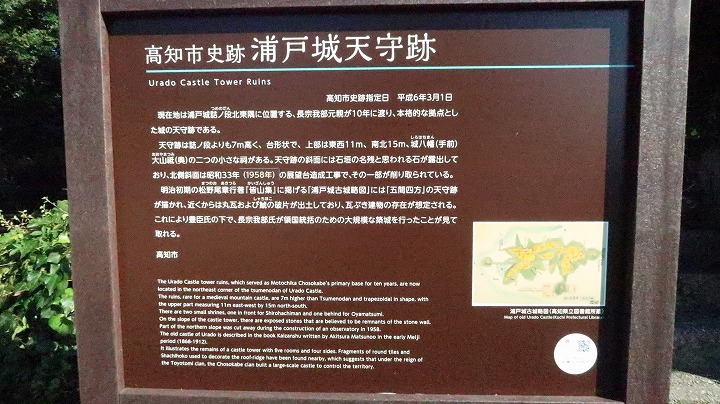 高知市史跡 浦戸城天守跡
Urado Castle Tower Ruins
高知市史跡指定日　平成6年3月1日
現在地は浦戸城詰ノ段北東隅に位置する、長宗我部元親が10年に渡り、本格的な拠点とした城の天守跡である。
天守跡は詰ノ段よりも7m高く、台形状で、上部は東西11m、南北15m、城八幡(手前)
大山祇(奥)の二つの小さな祠がある。天守跡の斜面には石垣の名残と思われる石が露出しており、北側斜面は昭和33年(1958年)の展望台造成工事で、その一部が削り取られている。
明治初期の松野尾章行著「皆山集」に掲げる「浦戸城古城略図」には「五間四方」の天守跡が描かれ、近くからは丸瓦および鯱の破片が出土しており、瓦ぶき建物の存在が想定される。
これにより豊臣氏の下で、長宗我部氏が領国統括のための大規模な築城を行ったことが見て取れる。
高知市
The Urado Castle tower ruins, which served as Motochika Chosokabe's primary base for ten years, are now
located in the northeast corner of the tsumenodan of Urado Castle.
The ruins, rare for a medieval mountain castle, are 7m higher than Tsumenodan and trapezoidal in shape, with
the upper part measuring 11m east-west by 15m north-south.
There are two small shrines, one in front for Shirohachiman and one behind for Oyamatsumi.
On the slope of the castle tower, there are exposed stones that are believed to be remnants of the stone wall.
Part of the northern slope was cut away during the construction of an observatory in 1958.
The old castle of Urado is described in the book Kaizanshu written by Akitsura Matsunoo in the early Meiji
period (1868-1912).
It illustrates the remains of a castle tower with five rooms and four sides. Fragments of round tiles and
Shachihoko used to decorate the roof-ridge have been found nearby, which suggests that under the reign of
the Toyotomi clan, the Chosokabe clan built a large-scale castle to control the territory.
浦戸城古城略図(高知県立図書館所蔵)
Map of old Urado Castle(Kochi Prefectural Library)